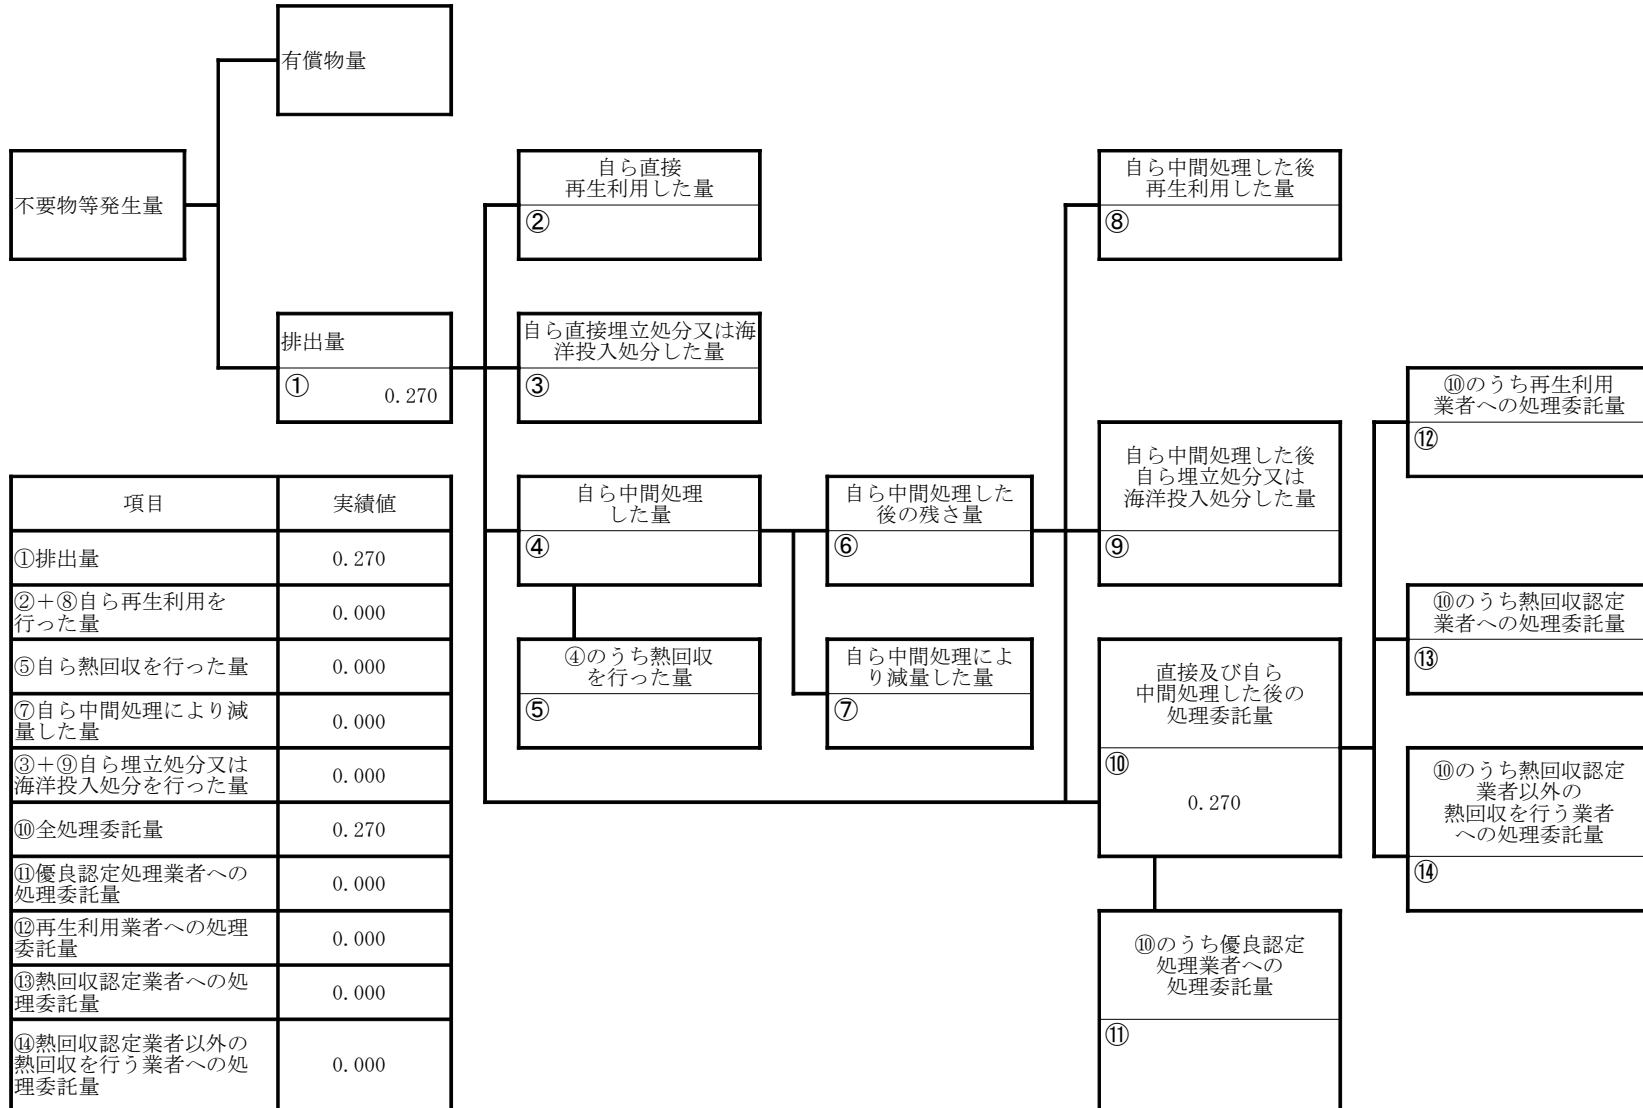 有償物量
不要物等発生量
自ら直接
再生利用した量
②
自ら中間処理した後
再生利用した量
⑧
排出量
①
0.270
自ら直接埋立処分又は海
洋投入処分した量
③
⑩のうち再生利用
業者への処理委託量
⑫
自ら中間処理した後
自ら埋立処分又は
海洋投入処分した量
⑨
自ら中間処理
した量
④
自ら中間処理した
後の残さ量
⑥
④のうち熱回収
を行った量
⑤
自ら中間処理によ
り減量した量
⑦
直接及び自ら
中間処理した後の
処理委託量
⑩
0.270
⑩のうち熱回収認定
業者への処理委託量
⑬
⑩のうち熱回収認定
業者以外の
熱回収を行う業者
への処理委託量
⑭
⑩のうち優良認定
処理業者への
処理委託量
⑪
項目 実績値
①排出量 0.270
②＋⑧自ら再生利用を
行った量 0.000
⑤自ら熱回収を行った量 0.000
⑦自ら中間処理により減
量した量 0.000
③＋⑨自ら埋立処分又は
海洋投入処分を行った量 0.000
⑩全処理委託量 0.270
⑪優良認定処理業者への
処理委託量 0.000
⑫再生利用業者への処理
委託量 0.000
⑬熱回収認定業者への処
理委託量 0.000
⑭熱回収認定業者以外の
熱回収を行う業者への処
理委託量 0.000